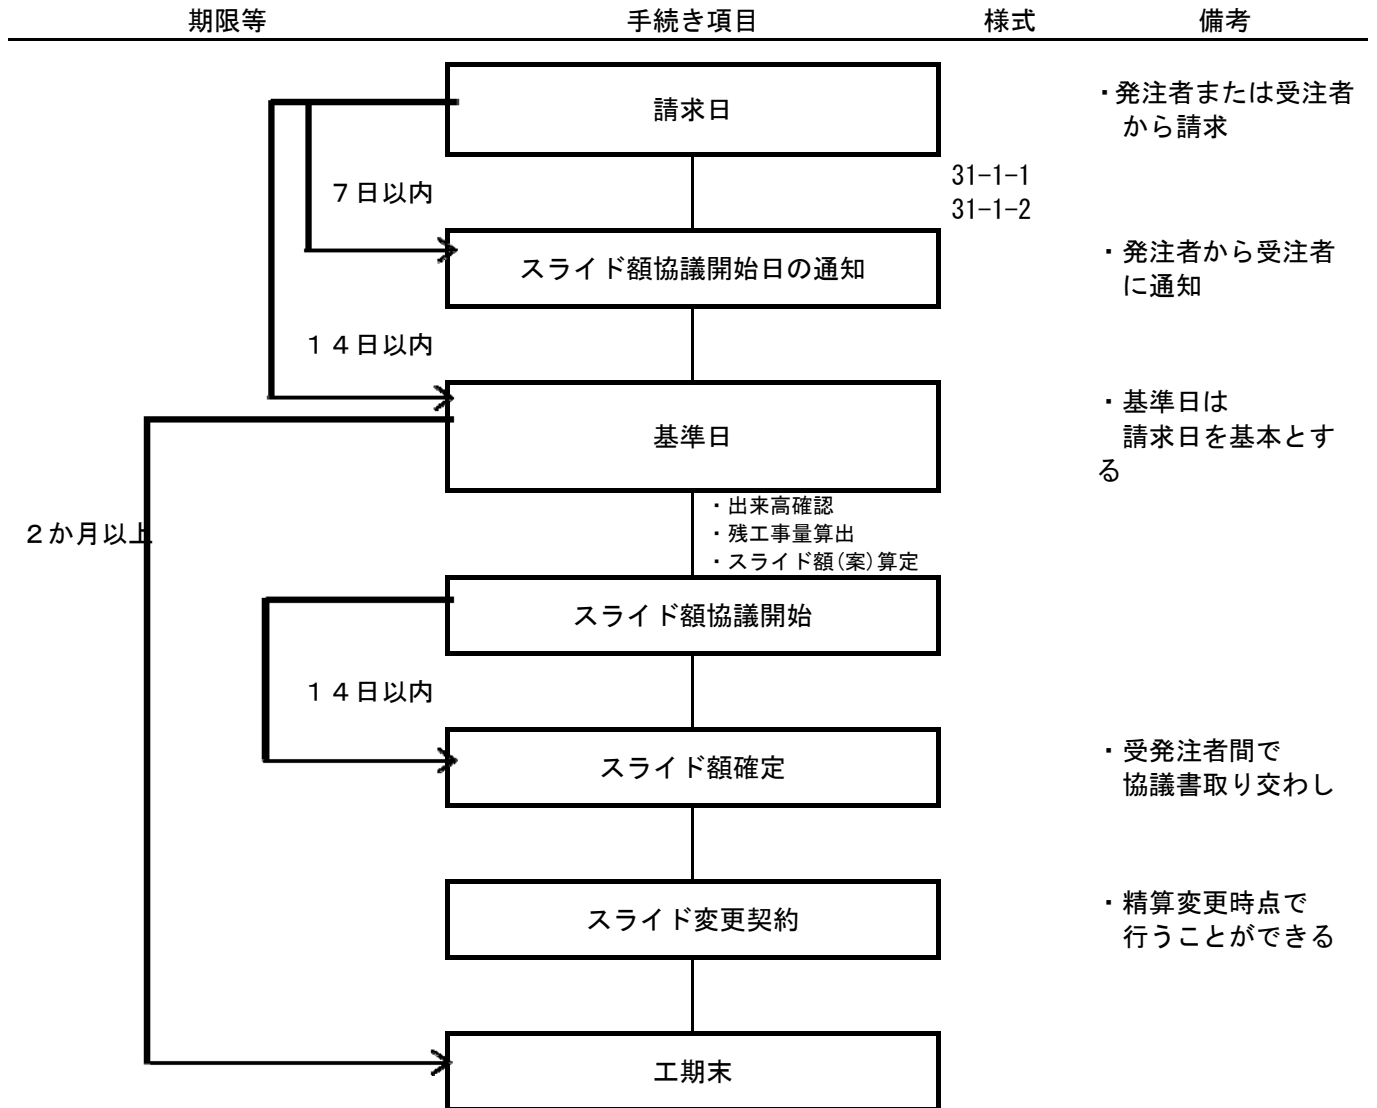 期限等　手続き項目　様式　備考
請求日
・発注者または受注者
から請求
７日以内
31-1-1
31-1-2
スライド額協議開始日の通知
・発注者から受注者
に通知
１４日以内
基準日
・基準日は
請求日を基本とす
る
・出来高確認
・残工事量算出
・スライド額(案)算定
２か月以上
スライド額協議開始
１４日以内
スライド額確定
・受発注者間で
協議書取り交わし
スライド変更契約
・精算変更時点で
行うことができる
工期末